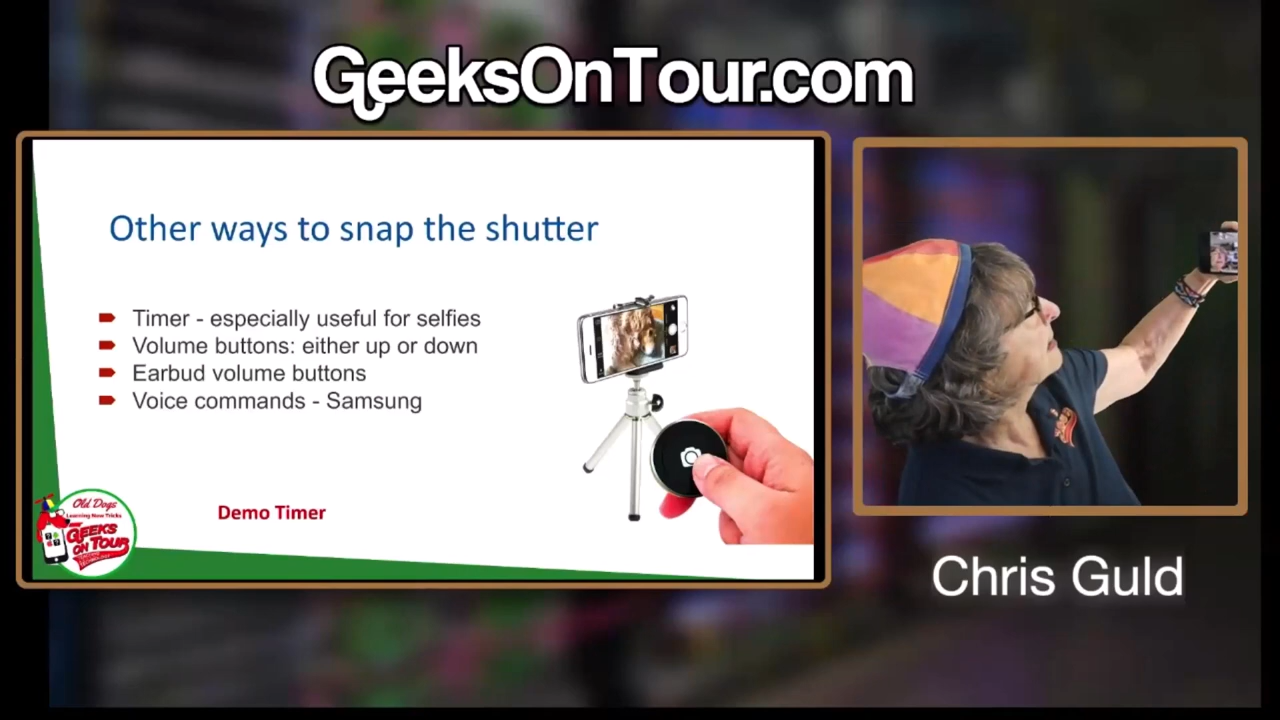 GeeksOnTour.com
Other ways to snap the shutter
Timer - especially useful for selfies
Volume buttons: either up or down
Earbud volume buttons
Voice commands - Samsung
Demo Timer
Old Dogs
Learning New Tricks
GEEKS
ON TOUR
Chris Guld